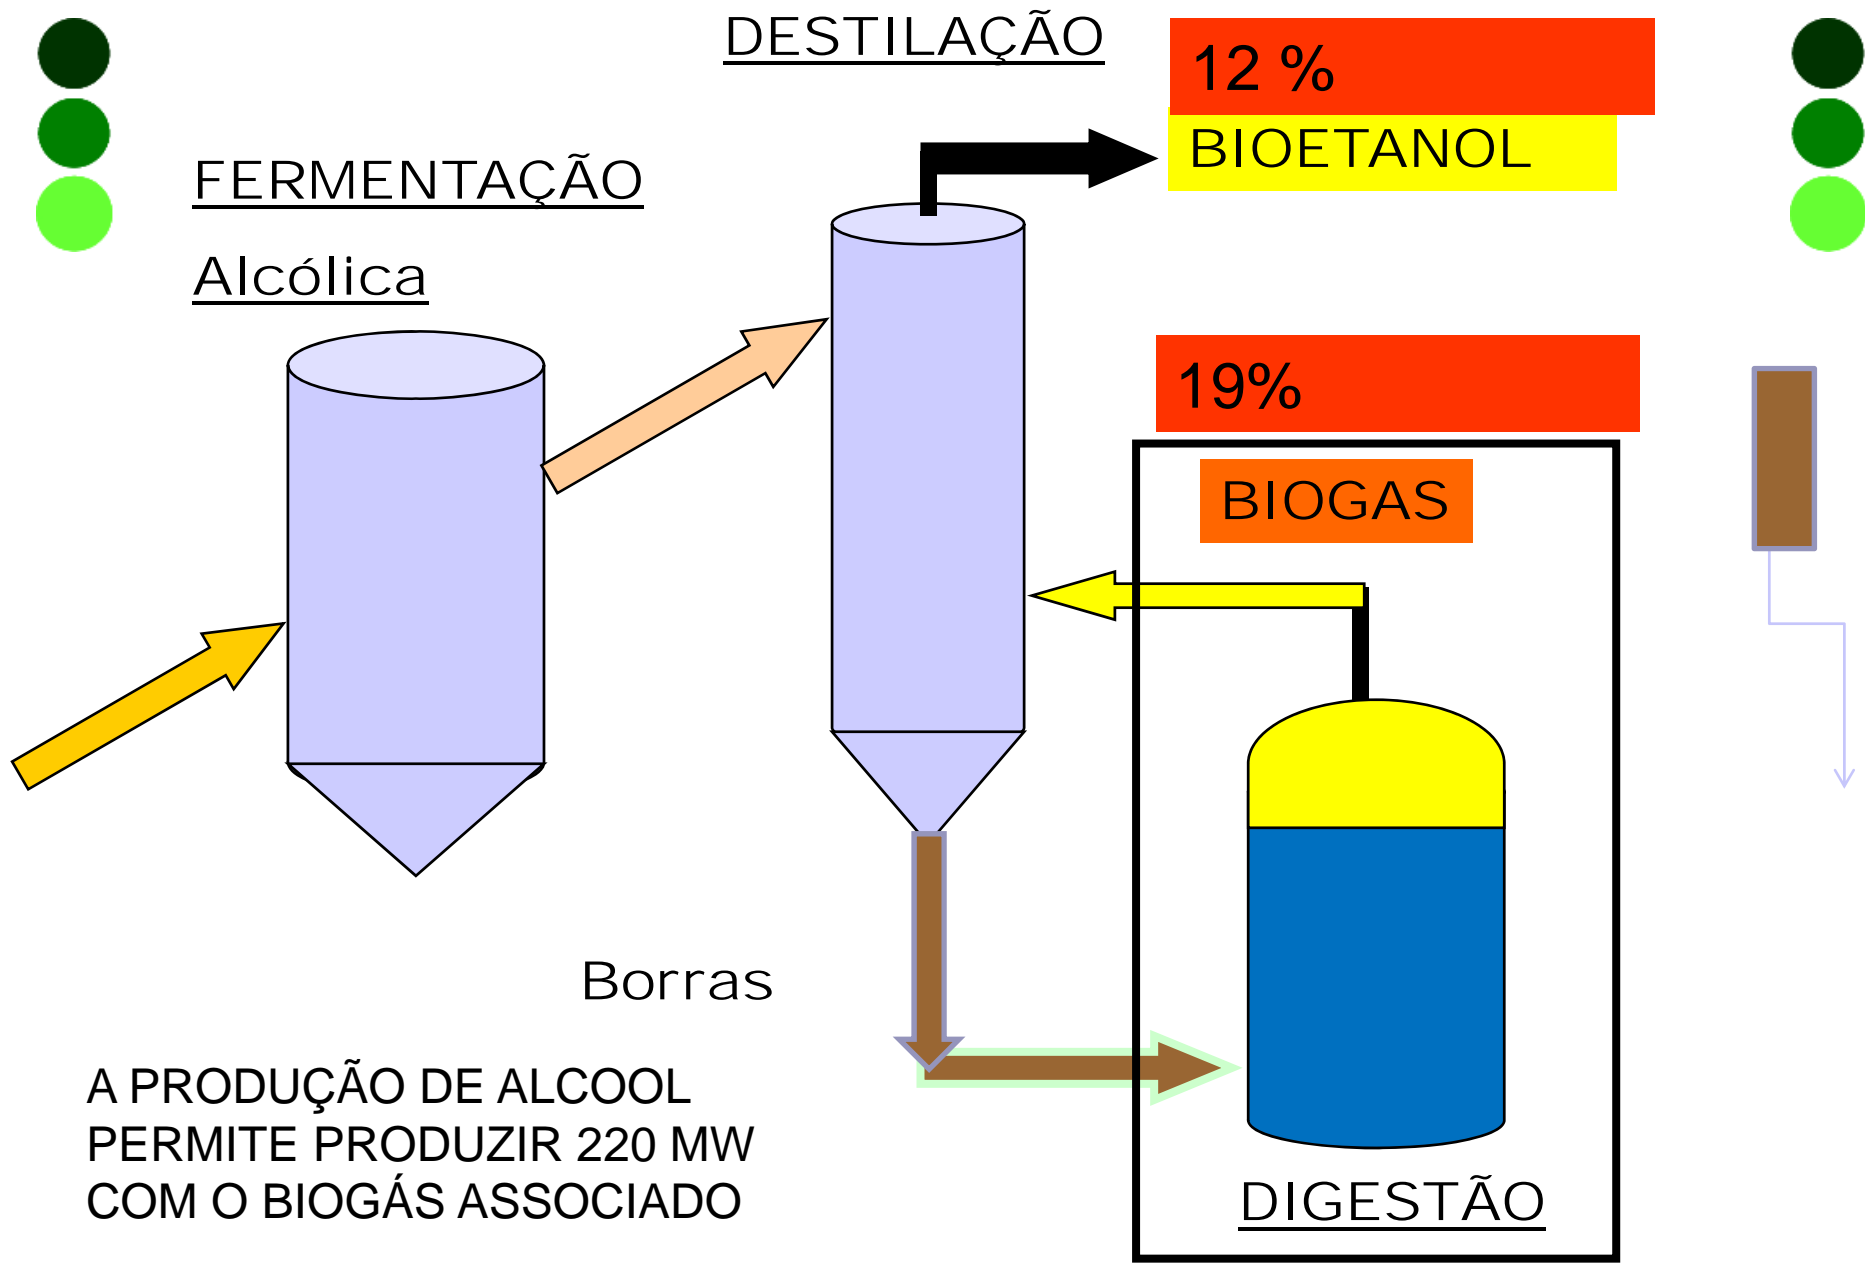 DESTILAÇÃO
12 %
BIOETANOL
FERMENTAÇÃO
Alcólica
19%
BIOGAS
Borras
A PRODUÇÃO DE ALCOOL
PERMITE PRODUZIR 220 MW
COM O BIOGÁS ASSOCIADO
DIGESTÃO